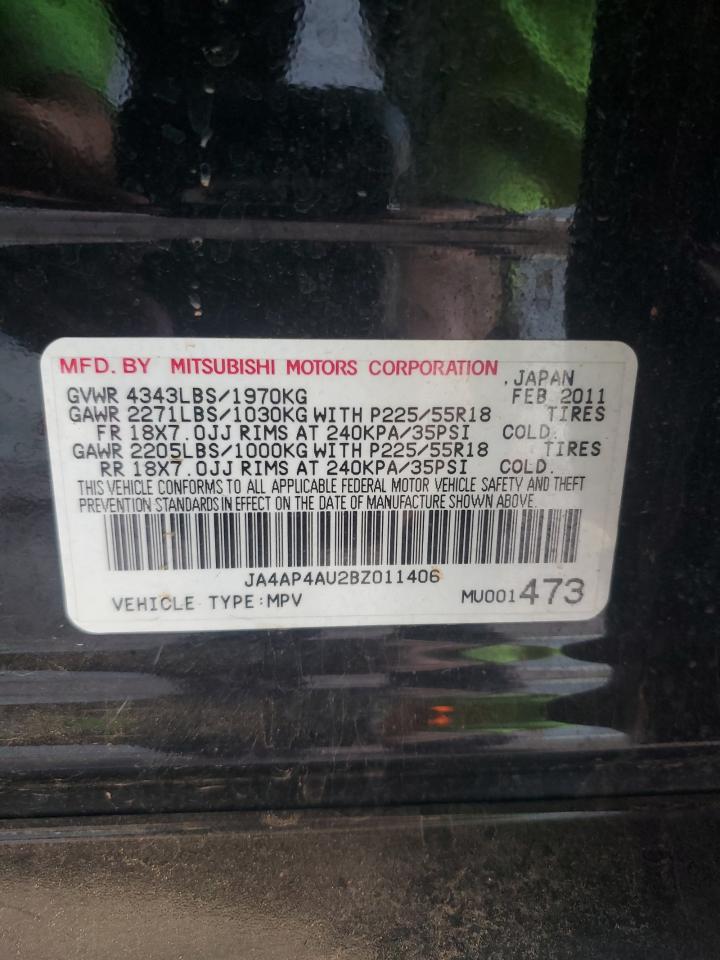 MFD. BY MITSUBISHI MOTORS CORPORATION
, JAPAN
GVWR 4343LBS/1970KG FEB 2011
GAWR 2271LBS/1030KG WITH P225/55R18 TIRES
FR 18X7.0JJ RIMS AT 240KPA/35PSI COLD.
GAWR 2205LBS/1000KG WITH P225/55R18 TIRES
RR 18X7.0JJ RIMS AT 240KPA/35PSI COLD.
THIS VEHICLE CONFORMS TO ALL APPLICABLE FEDERAL MOTOR VEHICLE SAFETY AND THEFT
PREVENTION STANDARDS IN EFFECT ON THE DATE OF MANUFACTURE SHOWN ABOVE.
JA4AP4AU2BZ011406
VEHICLE TYPE:MPV MU001473